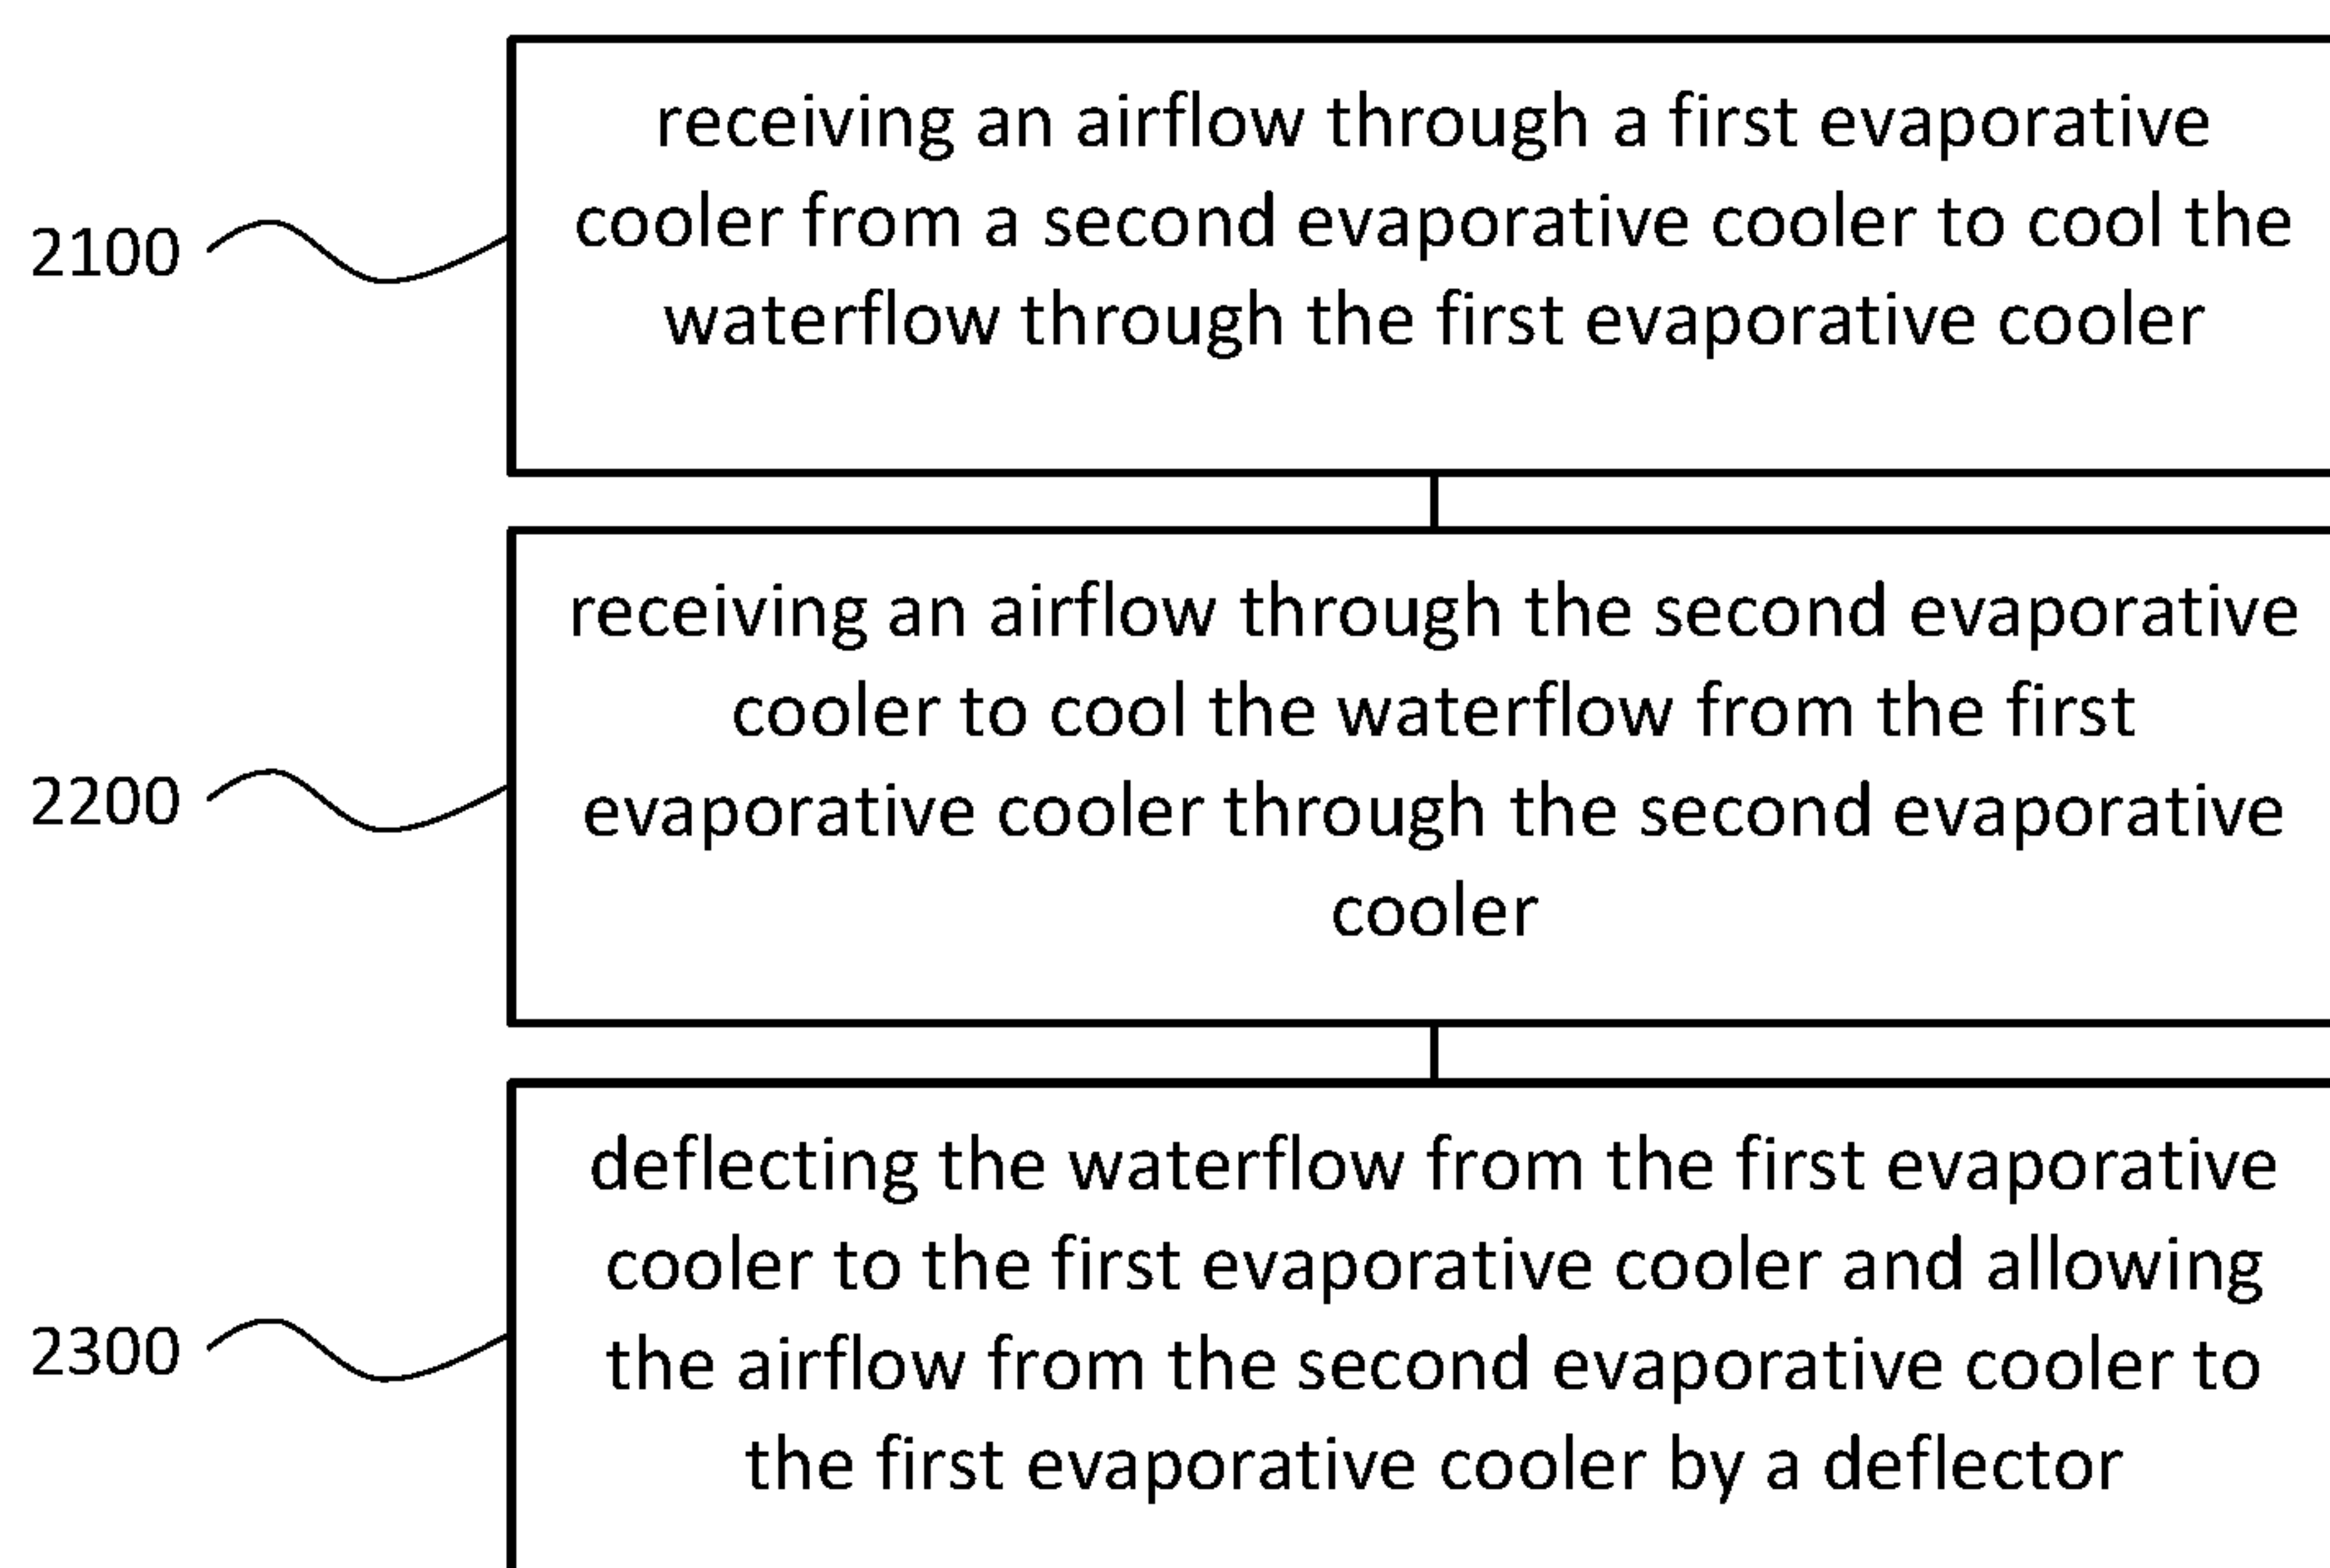 receiving an airflow through a first evaporative
cooler from a second evaporative cooler to cool the
2100
waterflow through the first evaporative cooler
receiving an airflow through the second evaporative
cooler to cool the waterflow from the first
2200
evaporative cooler through the second evaporative
cooler
deflecting the waterflow from the first evaporative
cooler to the first evaporative cooler and allowing
2300
the airflow from the second evaporative cooler to
the first evaporative cooler by a deflector